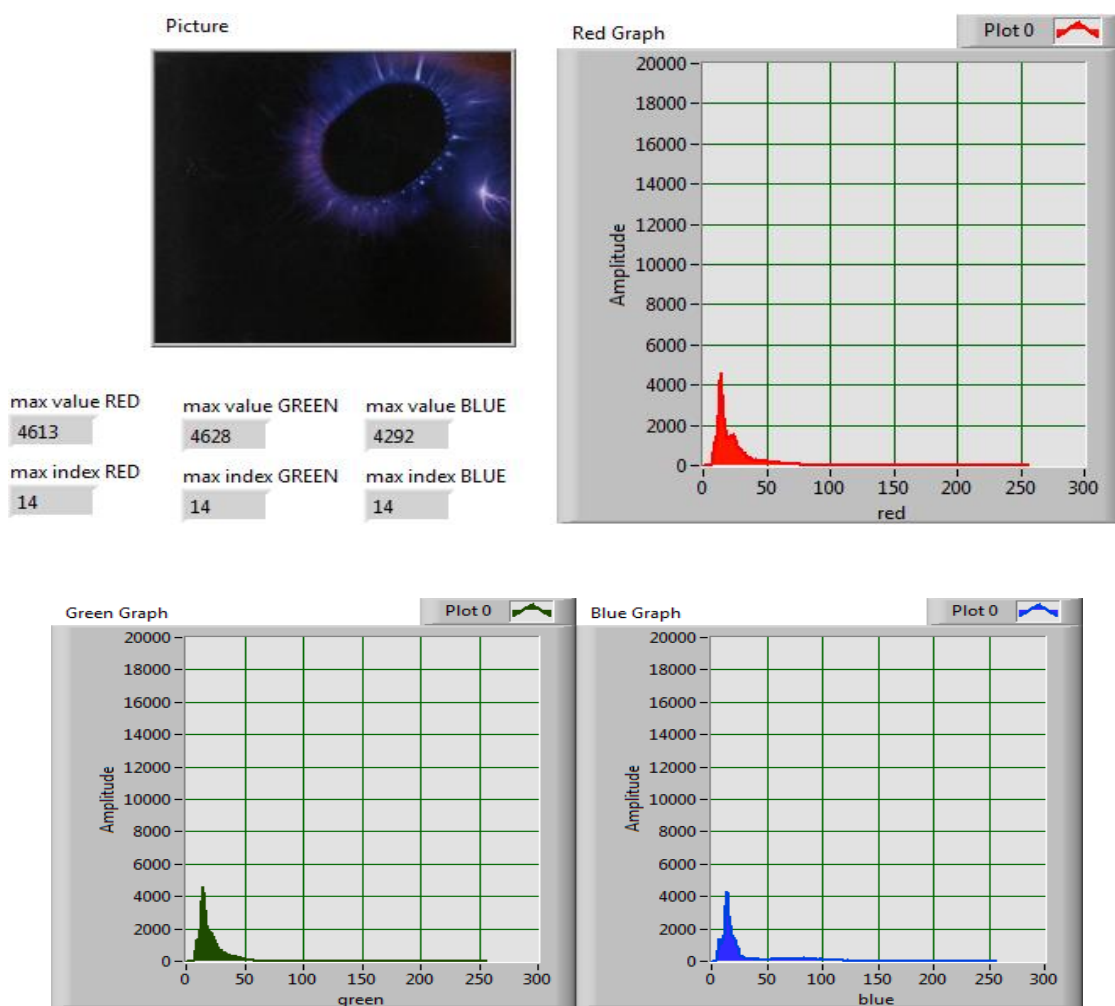 Picture
Red Graph
Plot 0
20000
18000
16000
14000
12000
10000
8000
6000
4000
2000
0
Amplitude
0 50 100 150 200 250 300
red
max value RED
4613
max value GREEN
4628
max value BLUE
4292
max index RED
14
max index GREEN
14
max index BLUE
14
Green Graph
Plot 0
20000
18000
16000
14000
12000
10000
8000
6000
4000
2000
0
Amplitude
0 50 100 150 200 250 300
green
Blue Graph
Plot 0
20000
18000
16000
14000
12000
10000
8000
6000
4000
2000
0
Amplitude
0 50 100 150 200 250 300
blue